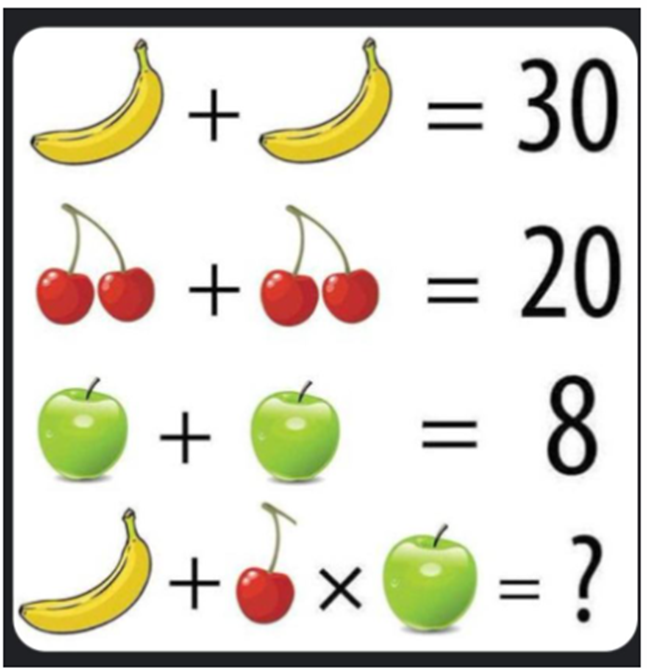 + = 30
+ = 20
+ = 8
+ × = ?